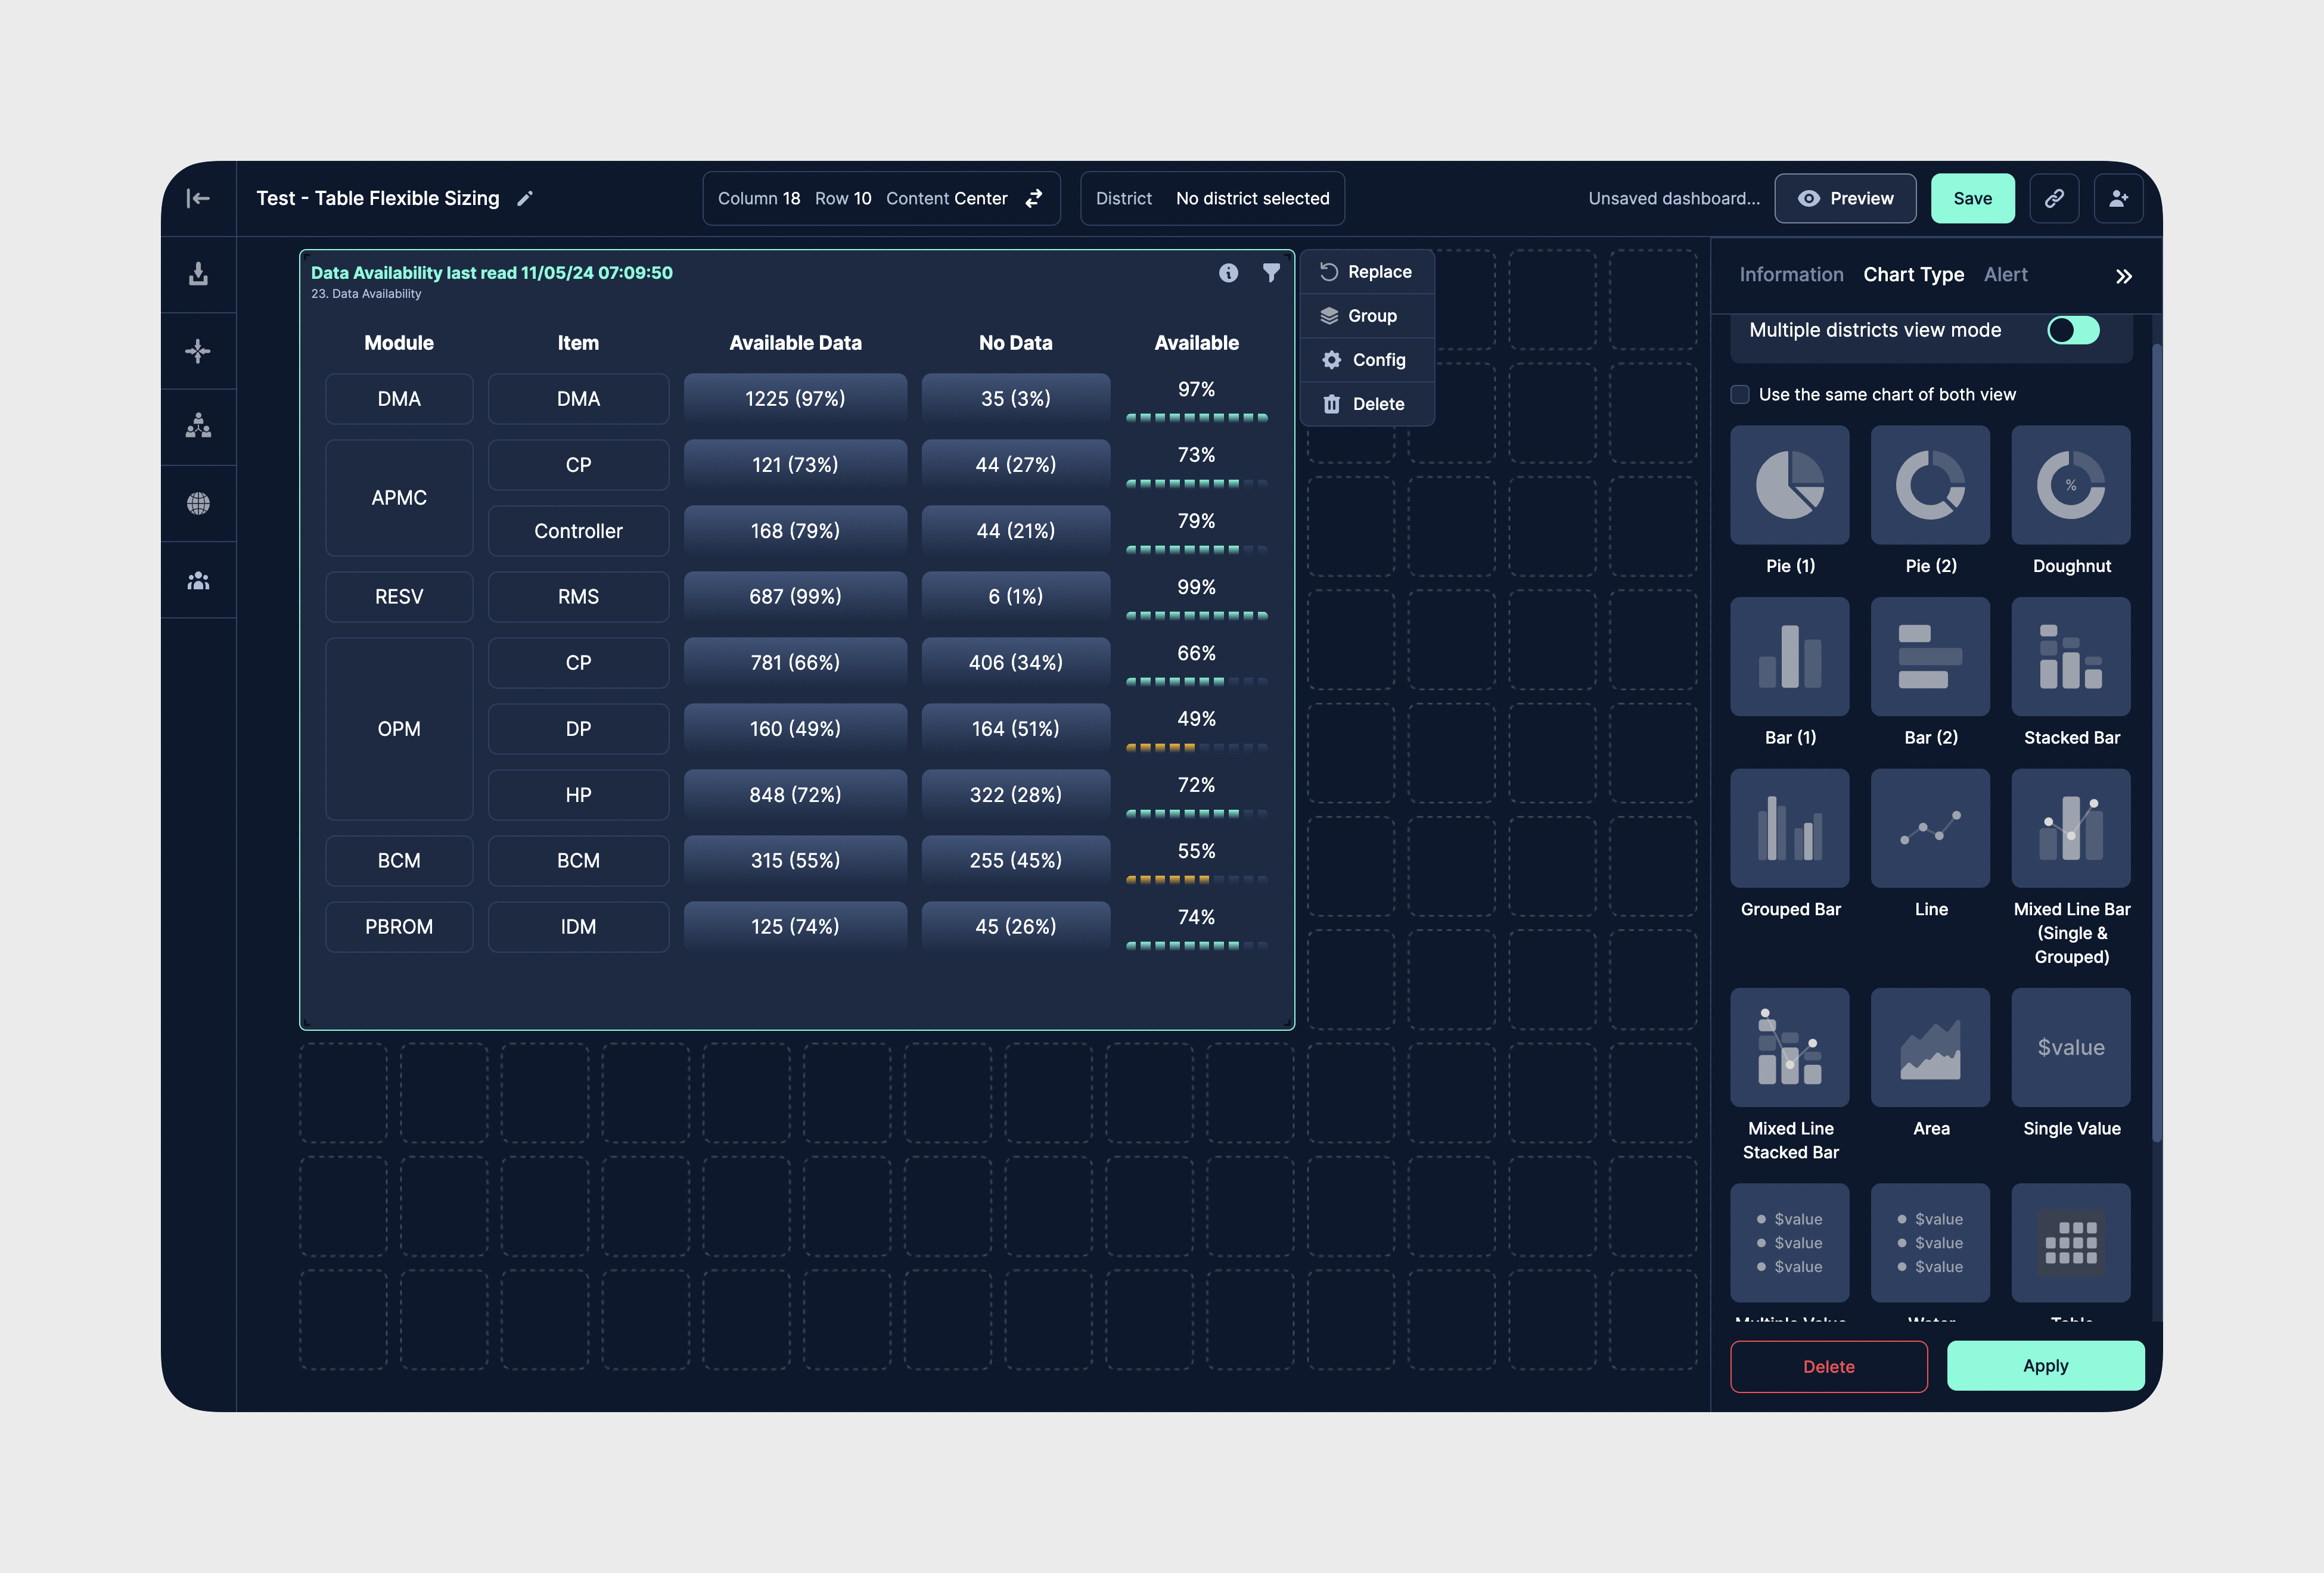 Test - Table Flexible Sizing
Column 18 Row 10 Content Center
District No district selected
Unsaved dashboard...
Preview
Save
Data Availability last read 11/05/24 07:09:50
23. Data Availability
Module Item Available Data No Data Available
DMA DMA 1225 (97%) 35 (3%) 97%
APMC
CP 121 (73%) 44 (27%) 73%
Controller 168 (79%) 44 (21%) 79%
RESV RMS 687 (99%) 6 (1%) 99%
OPM
CP 781 (66%) 406 (34%) 66%
DP 160 (49%) 164 (51%) 49%
HP 848 (72%) 322 (28%) 72%
BCM BCM 315 (55%) 255 (45%) 55%
PBROM IDM 125 (74%) 45 (26%) 74%
Replace
Group
Config
Delete
Information Chart Type Alert
Multiple districts view mode
Use the same chart of both view
%
Pie (1) Pie (2) Doughnut
Bar (1) Bar (2) Stacked Bar
Grouped Bar Line Mixed Line Bar
(Single &
Grouped)
$value
Mixed Line
Stacked Bar
Area
Single Value
$value $value
$value $value
$value $value
Multiple Value Water Table
Delete
Apply